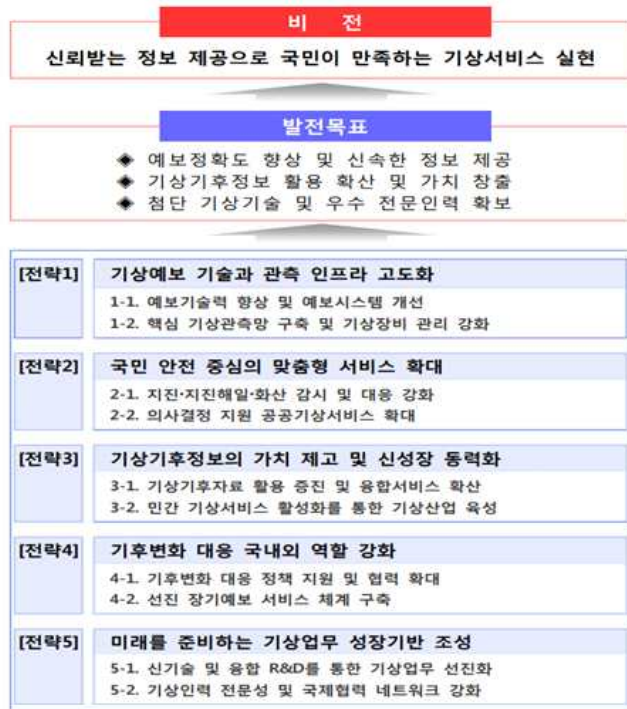 비 전
신뢰받는 정보 제공으로 국민이 만족하는 기상서비스 실현
발전목표
◈ 예보정확도 향상 및 신속한 정보 제공
◈ 기상기후정보 활용 확산 및 가치 창출
◈ 첨단 기상기술 및 우수 전문인력 확보
[전략1] 기상예보 기술과 관측 인프라 고도화
1-1. 예보기술력 향상 및 예보시스템 개선
1-2. 핵심 기상관측망 구축 및 기상장비 관리 강화
[전략2] 국민 안전 중심의 맞춤형 서비스 확대
2-1. 지진·지진해일·화산 감시 및 대응 강화
2-2. 의사결정 지원 공공기상서비스 확대
[전략3] 기상기후정보의 가치 제고 및 신성장 동력화
3-1. 기상기후자료 활용 증진 및 융합서비스 확산
3-2. 민간 기상서비스 활성화를 통한 기상산업 육성
[전략4] 기후변화 대응 국내외 역할 강화
4-1. 기후변화 대응 정책 지원 및 협력 확대
4-2. 선진 장기예보 서비스 체계 구축
[전략5] 미래를 준비하는 기상업무 성장기반 조성
5-1. 신기술 및 융합 R&D를 통한 기상업무 선진화
5-2. 기상인력 전문성 및 국제협력 네트워크 강화